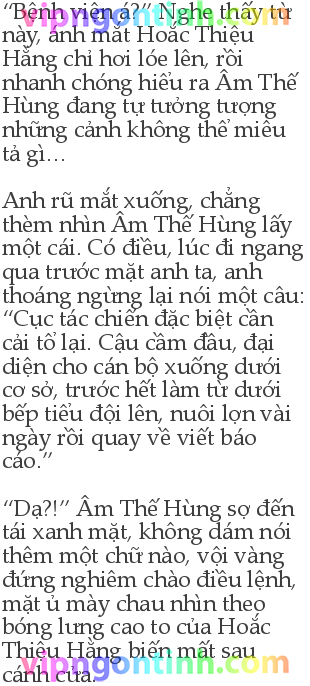 “Bệnh viện á?” Nghe thấy từ
này, ánh mắt Hoắc Thiệu
Hằng chỉ hơi lóe lên, rồi
nhanh chóng hiểu ra Âm Thế
Hùng đang tự tưởng tượng
những cảnh không thể miêu
tả gì…
Anh rũ mắt xuống, chẳng
thèm nhìn Âm Thế Hùng lấy
một cái. Có điều, lúc đi ngang
qua trước mặt anh ta, anh
thoáng ngừng lại nói một câu:
“Cục tác chiến đặc biệt cần
cải tổ lại. Cậu cầm đầu, đại
diện cho cán bộ xuống dưới
cơ sở, trước hết làm từ dưới
bếp tiểu đội lên, nuôi lợn vài
ngày rồi quay về viết báo
cáo.”
“Dạ?!” Âm Thế Hùng sợ đến
tái xanh mặt, không dám nói
thêm một chữ nào, vội vàng
đứng nghiêm chào điều lệnh,
mặt ủ mày chau nhìn theo
bóng lưng cao to của Hoắc
Thiệu Hằng biến mất sau
cánh cửa.
vipngontinh.com
vipngontinh.com